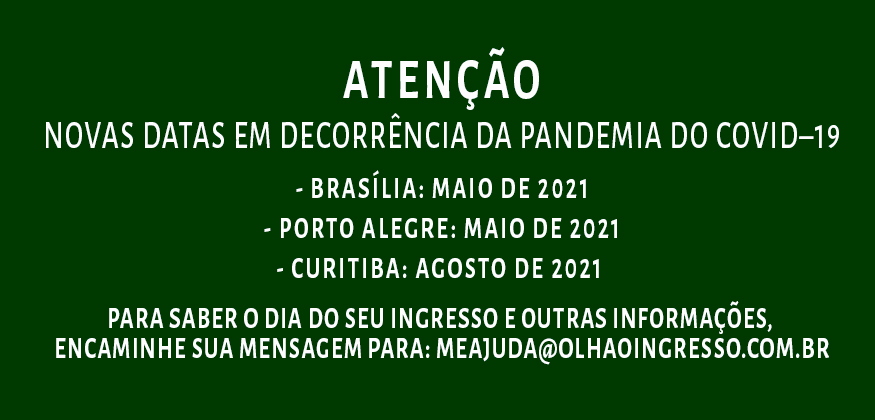 ATENÇÃO
NOVAS DATAS EM DECORRÊNCIA DA PANDEMIA DO COVID–19
- BRASÍLIA: MAIO DE 2021
- PORTO ALEGRE: MAIO DE 2021
- CURITIBA: AGOSTO DE 2021
PARA SABER O DIA DO SEU INGRESSO E OUTRAS INFORMAÇÕES,
ENCAMINHE SUA MENSAGEM PARA: MEAJUDA@OLHAOINGRESSO.COM.BR